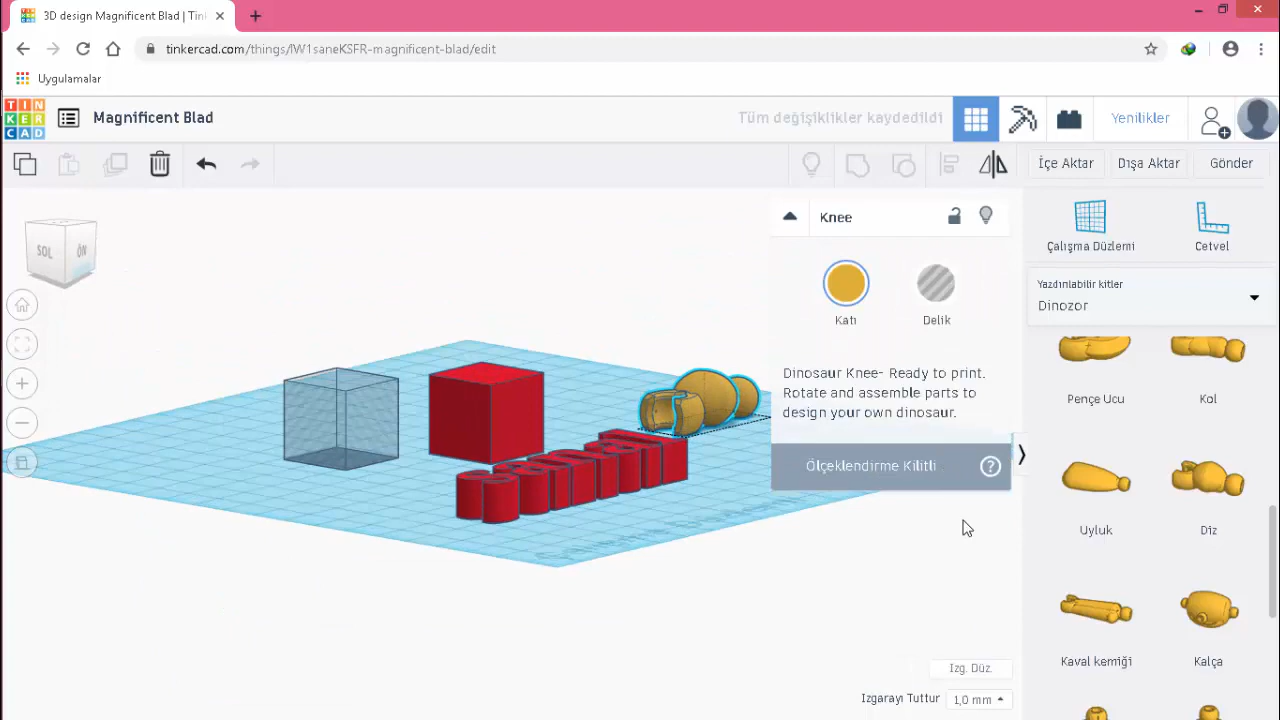 3D design Magnificent Blad | Tin
tinkercad.com/things/lW1saneKSFR-magnificent-blad/edit
Uygulamalar
TIN
KER
CAD
Magnificent Blad
Tüm değişiklikler kaydedildi
Yenilikler
İçe Aktar
Dışa Aktar
Gönder
SOL
ÖN
Knee
Katı
Delik
Dinosaur Knee- Ready to print.
Rotate and assemble parts to
design your own dinosaur.
Ölçeklendirme Kilitli
Çalışma Düzlemi
Cetvel
Yazdırılabilir kitler
Dinozor
Pençe Ucu
Kol
Uyluk
Diz
Kaval kemiği
Kalça
Izg. Düz.
Izgarayı Tuttur
1,0 mm